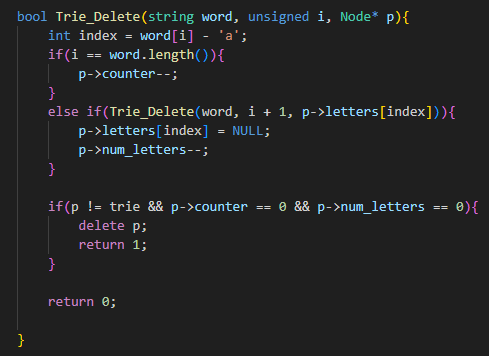 bool Trie_Delete(string word, unsigned i, Node* p){
    int index = word[i] - 'a';
    if(i == word.length()){
        p->counter--;
    }
    else if(Trie_Delete(word, i + 1, p->letters[index])){
        p->letters[index] = NULL;
        p->num_letters--;
    }

    if(p != trie && p->counter == 0 && p->num_letters == 0){
        delete p;
        return 1;
    }

    return 0;

}